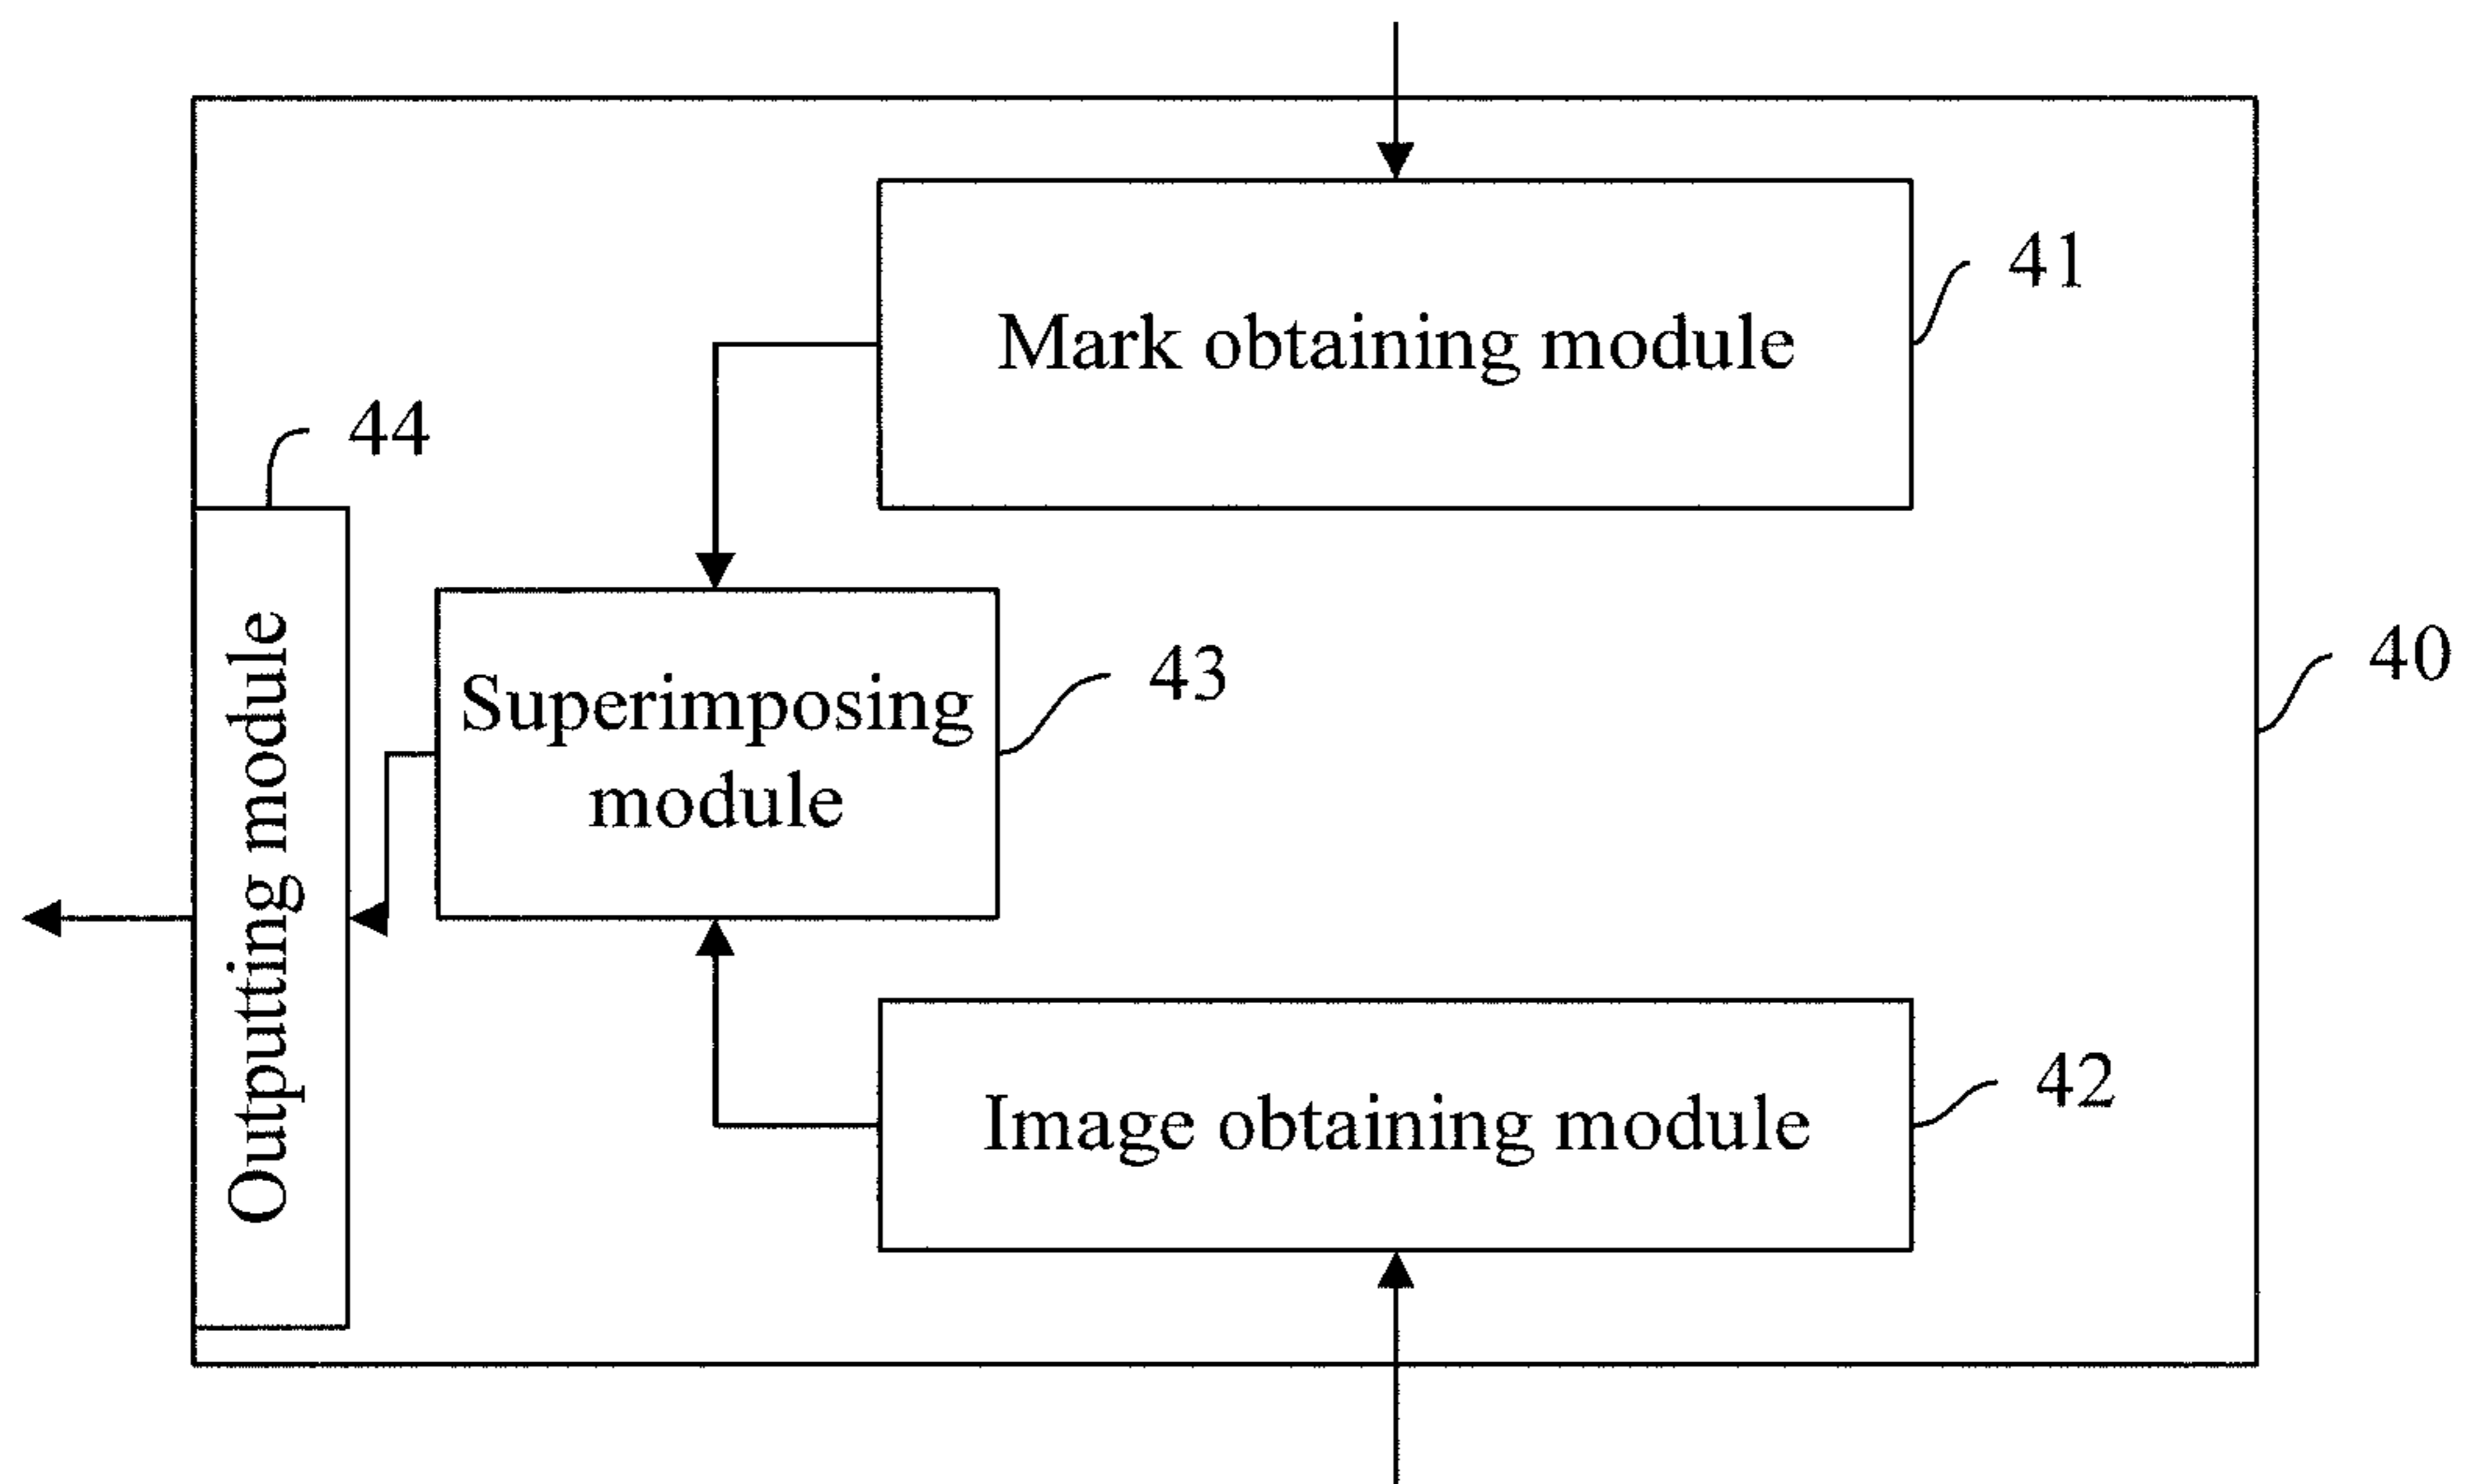 Mark obtaining module
41
44
Outputting module
Superimposing
module
43
40
Image obtaining module
42